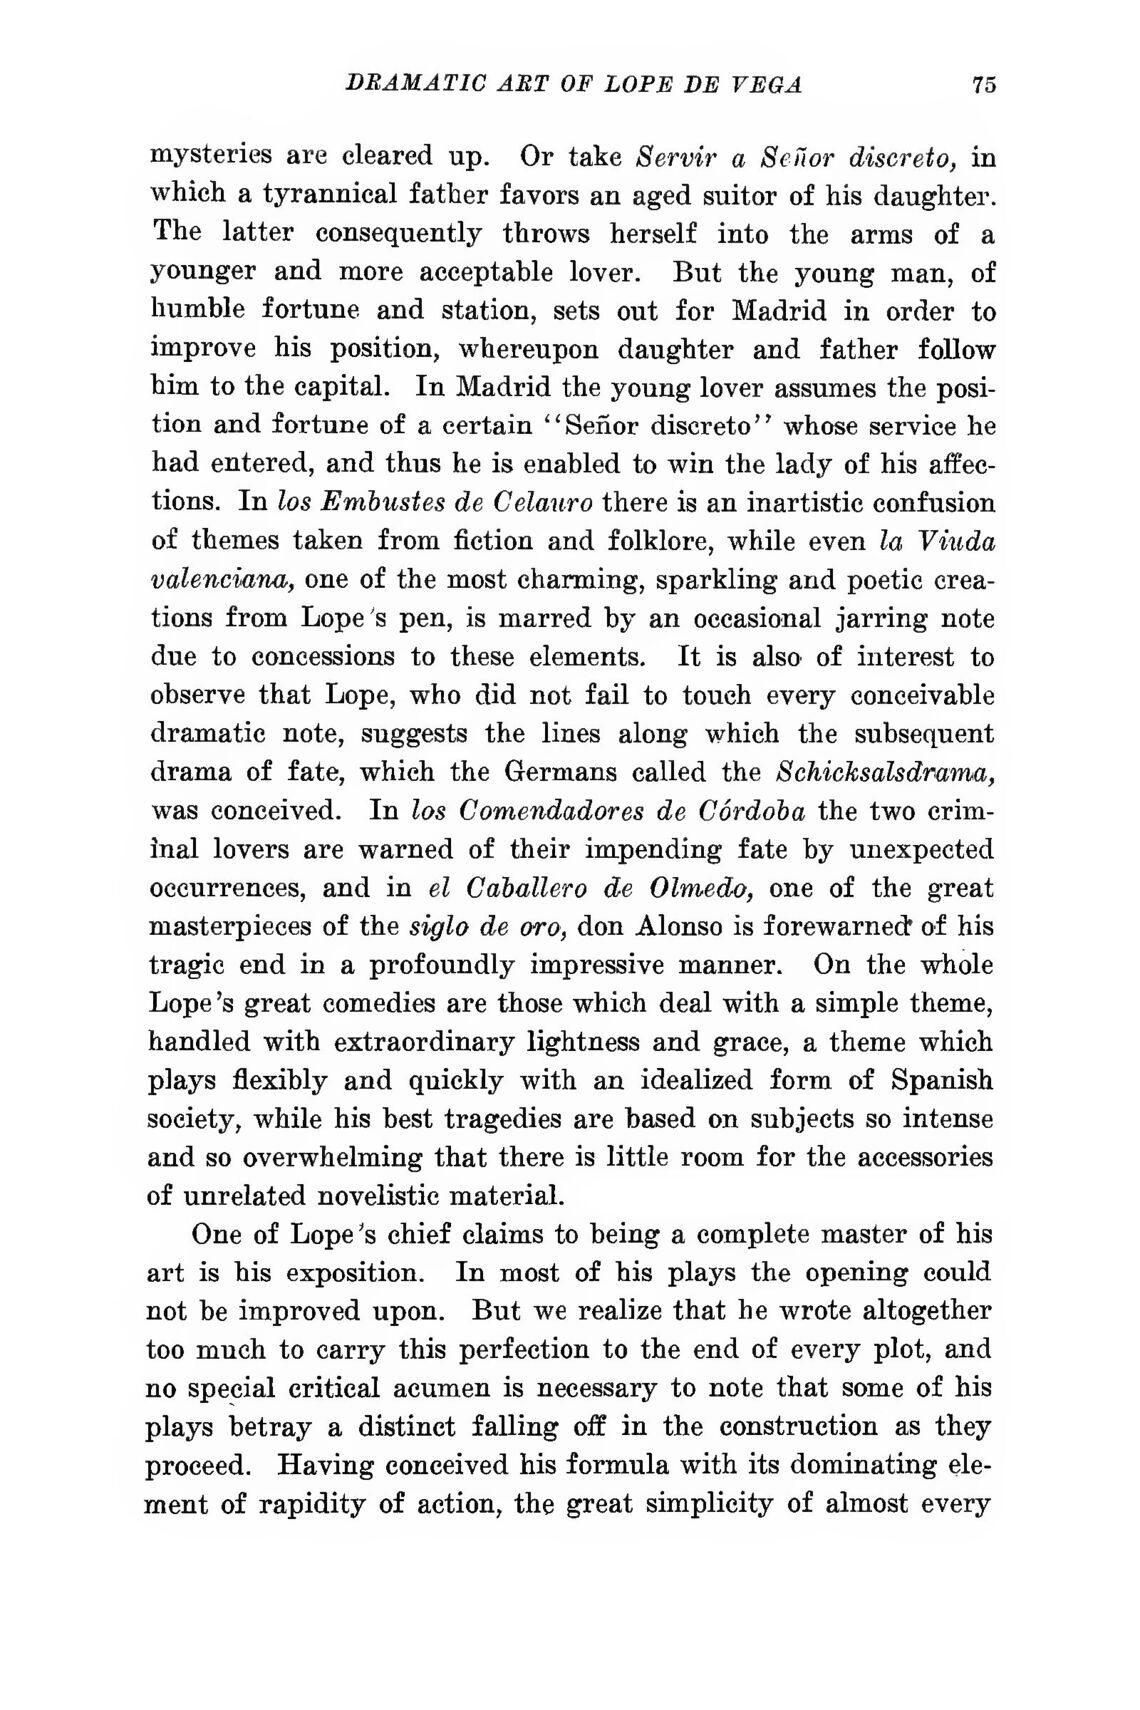 DRAMATIC ART OF LOPE DE VEGA 75
mysteries are cleared up. Or take Servir a Señor discreto, in
which a tyrannical father favors an aged suitor of his daughter.
The latter consequently throws herself into the arms of a
younger and more acceptable lover. But the young man, of
humble fortune and station, sets out for Madrid in order to
improve his position, whereupon daughter and father follow
him to the capital. In Madrid the young lover assumes the posi-
tion and fortune of a certain ‘‘Señor discreto’’ whose service he
had entered, and thus he is enabled to win the lady of his affec-
tions. In los Embustes de Celauro there is an inartistic confusion
of themes taken from fiction and folklore, while even la Viuda
valenciana, one of the most charming, sparkling and poetic crea-
tions from Lope's pen, is marred by an occasional jarring note
due to concessions to these elements. It is also of interest to
observe that Lope, who did not fail to touch every conceivable
dramatic note, suggests the lines along which the subsequent
drama of fate, which the Germans called the Schicksalsdrama,
was conceived. In los Comendadores de Córdoba the two crim-
inal lovers are warned of their impending fate by unexpected
occurrences, and in el Caballero de Olmedo, one of the great
masterpieces of the siglo de oro, don Alonso is forewarned of his
tragic end in a profoundly impressive manner. On the whole
Lope's great comedies are those which deal with a simple theme,
handled with extraordinary lightness and grace, a theme which
plays flexibly and quickly with an idealized form of Spanish
society, while his best tragedies are based on subjects so intense
and so overwhelming that there is little room for the accessories
of unrelated novelistic material.
One of Lope's chief claims to being a complete master of his
art is his exposition. In most of his plays the opening could
not be improved upon. But we realize that he wrote altogether
too much to carry this perfection to the end of every plot, and
no special critical acumen is necessary to note that some of his
plays betray a distinct falling off in the construction as they
proceed. Having conceived his formula with its dominating ele-
ment of rapidity of action, the great simplicity of almost every